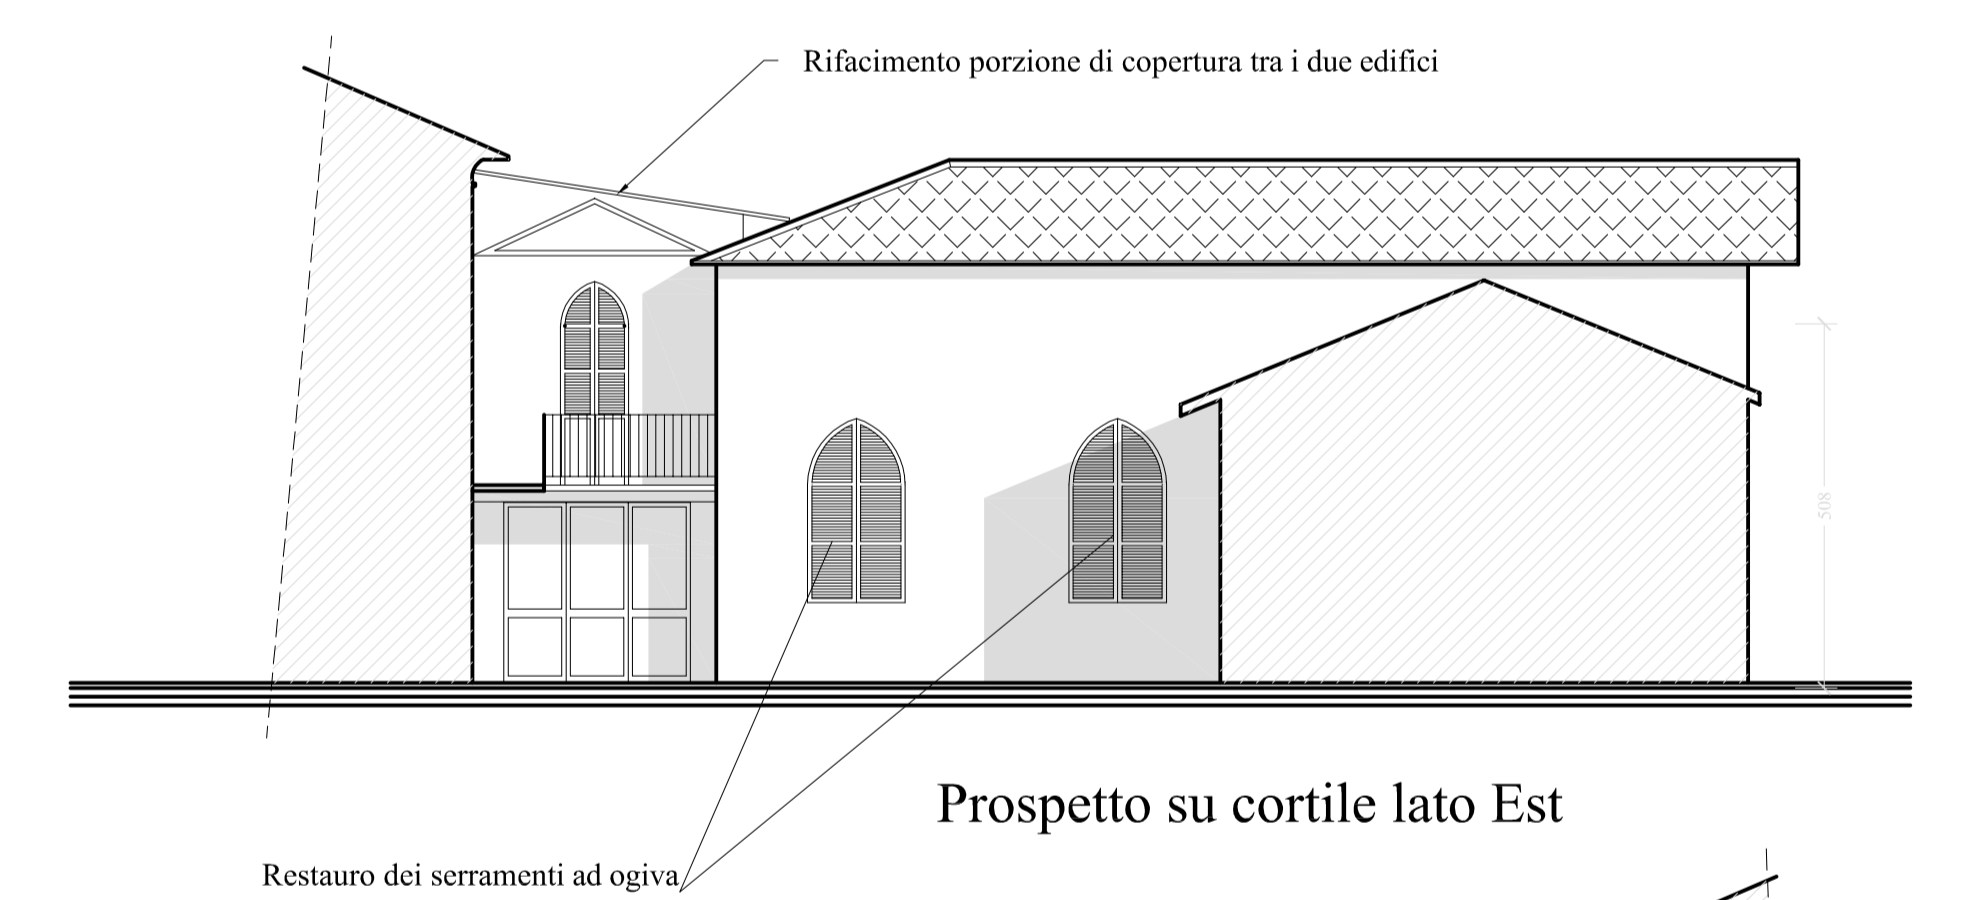 Rifacimento porzione di copertura tra i due edifici
508
Prospetto su cortile lato Est
Restauro dei serramenti ad ogiva